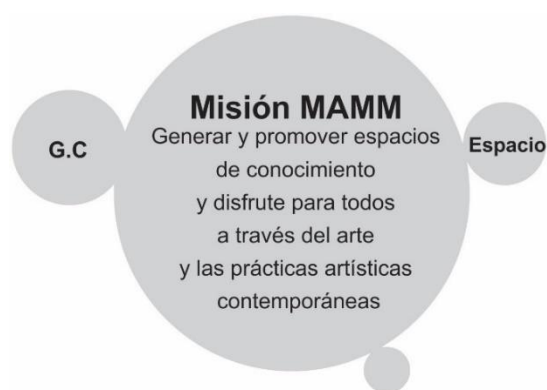 Misión MAMM
Generar y promover espacios
de conocimiento
y disfrute para todos
a través del arte
y las prácticas artísticas
contemporáneas
G.C
Espacio